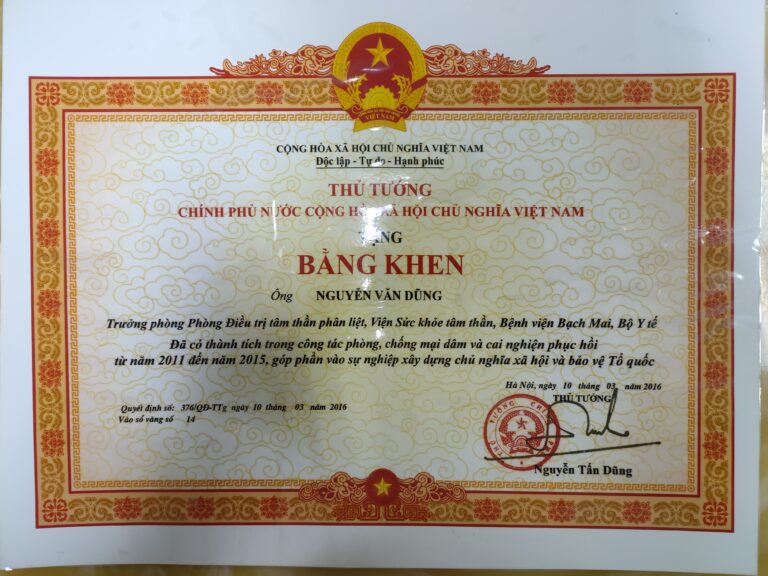 VIỆT NAM
CỘNG HÒA XÃ HỘI CHỦ NGHĨA VIỆT NAM
Độc lập - Tự do - Hạnh phúc
THỦ TƯỚNG
CHÍNH PHỦ NƯỚC CỘNG HÒA XÃ HỘI CHỦ NGHĨA VIỆT NAM
TẶNG
BẰNG KHEN
Ông NGUYỄN VĂN DŨNG
Trưởng phòng Phòng Điều trị tâm thần phân liệt, Viện Sức khỏe tâm thần, Bệnh viện Bạch Mai, Bộ Y tế
Đã có thành tích trong công tác phòng, chống mại dâm và cai nghiện phục hồi
từ năm 2011 đến năm 2015, góp phần vào sự nghiệp xây dựng chủ nghĩa xã hội và bảo vệ Tổ quốc
Hà Nội, ngày 10 tháng 03 năm 2016
THỦ TƯỚNG
Quyết định số: 376/QĐ-TTg ngày 10 tháng 03 năm 2016
Vào sổ vàng số 14
THỦ TƯỚNG CHÍNH PHỦ
Nguyễn Tấn Dũng